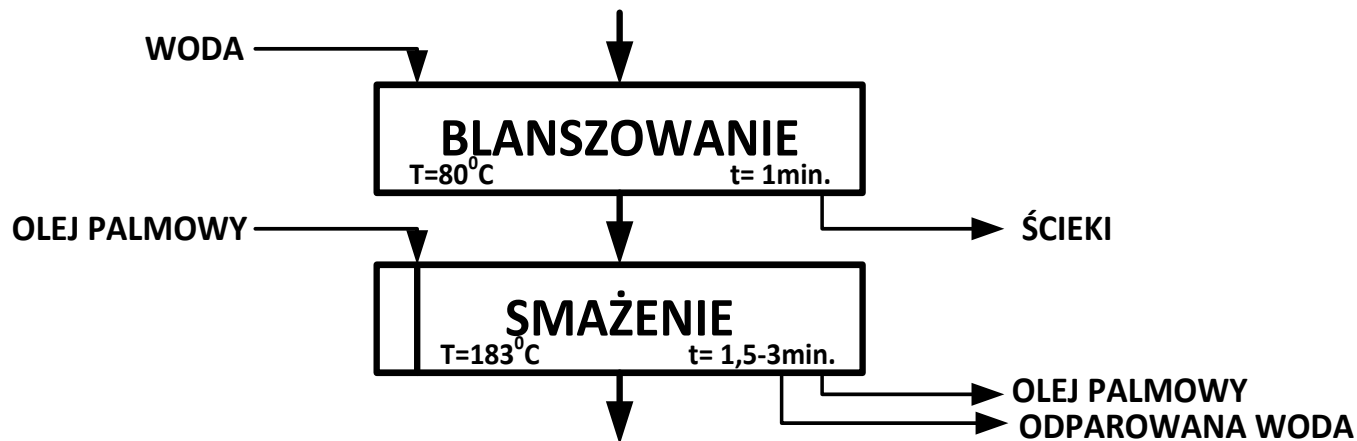 WODA
BLANSZOWANIE
T=80⁰C t= 1min.
OLEJ PALMOWY
ŚCIEKI
SMAŻENIE
T=183⁰C t= 1,5-3min.
OLEJ PALMOWY
ODPAROWANA WODA